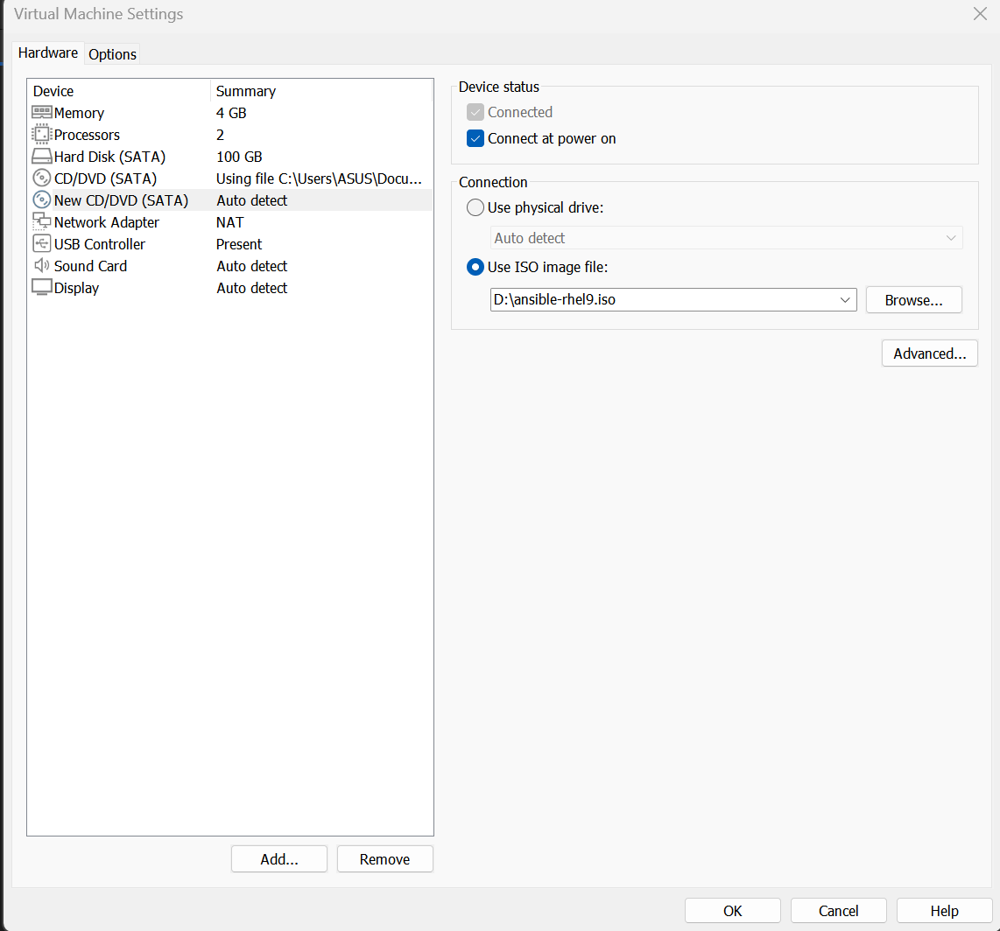 Virtual Machine Settings
Hardware
Options
Device Summary
Memory 4 GB
Processors 2
Hard Disk (SATA) 100 GB
CD/DVD (SATA) Using file C:\Users\ASUS\Docu...
New CD/DVD (SATA) Auto detect
Network Adapter NAT
USB Controller Present
Sound Card Auto detect
Display Auto detect
Add...
Remove
Device status
Connected
Connect at power on
Connection
Use physical drive:
Auto detect
Use ISO image file:
D:\ansible-rhel9.iso
Browse...
Advanced...
OK
Cancel
Help